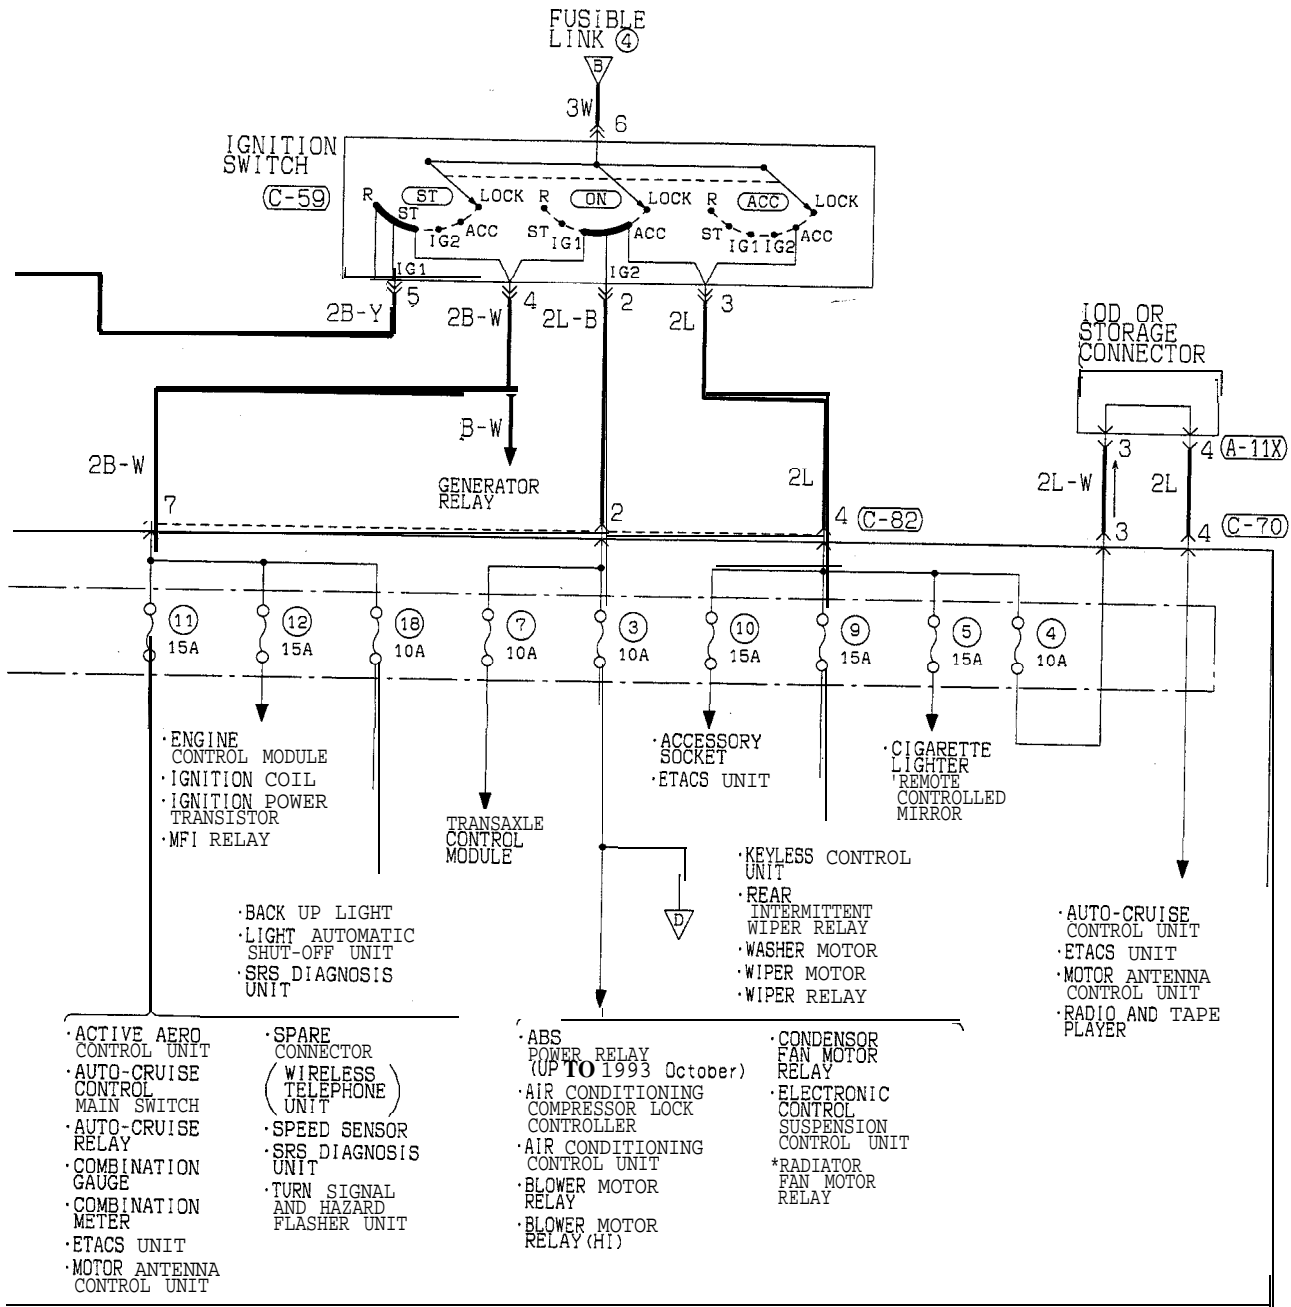 FUSIBLE
LINK ④
B
3W
6
IGNITION
SWITCH
C-59
R
ST
ST
LOCK
IG2
ACC
R
ON
LOCK
ST
IG1
ACC
R
ACC
LOCK
ST
IG1 IG2
ACC
IG1
IG2
5
4
2
3
2B-Y
2B-W
2L-B
2L
IOD OR
STORAGE
CONNECTOR
B-W
3
4
A-11X
2B-W
GENERATOR
RELAY
2L
2L-W
2L
7
2
4
C-82
3
4
C-70
⑪
15A
⑫
15A
⑱
10A
⑦
10A
③
10A
⑩
15A
⑨
15A
⑤
15A
④
10A
·ENGINE
CONTROL MODULE
·IGNITION COIL
·IGNITION POWER
TRANSISTOR
·MFI RELAY
·BACK UP LIGHT
·LIGHT AUTOMATIC
SHUT-OFF UNIT
·SRS DIAGNOSIS
UNIT
TRANSAXLE
CONTROL
MODULE
D
·ACCESSORY
SOCKET
·ETACS UNIT
·KEYLESS CONTROL
UNIT
·REAR
INTERMITTENT
WIPER RELAY
·WASHER MOTOR
·WIPER MOTOR
·WIPER RELAY
·CIGARETTE
LIGHTER
'REMOTE
CONTROLLED
MIRROR
·AUTO-CRUISE
CONTROL UNIT
·ETACS UNIT
·MOTOR ANTENNA
CONTROL UNIT
·RADIO AND TAPE
PLAYER
·ACTIVE AERO
CONTROL UNIT
·AUTO-CRUISE
CONTROL
MAIN SWITCH
·AUTO-CRUISE
RELAY
·COMBINATION
GAUGE
·COMBINATION
METER
·ETACS UNIT
·MOTOR ANTENNA
CONTROL UNIT
·SPARE
CONNECTOR
(WIRELESS
TELEPHONE
UNIT)
·SPEED SENSOR
·SRS DIAGNOSIS
UNIT
·TURN SIGNAL
AND HAZARD
FLASHER UNIT
·ABS
POWER RELAY
(UP TO 1993 October)
·AIR CONDITIONING
COMPRESSOR LOCK
CONTROLLER
·AIR CONDITIONING
CONTROL UNIT
·BLOWER MOTOR
RELAY
·BLOWER MOTOR
RELAY(HI)
·CONDENSOR
FAN MOTOR
RELAY
·ELECTRONIC
CONTROL
SUSPENSION
CONTROL UNIT
*RADIATOR
FAN MOTOR
RELAY